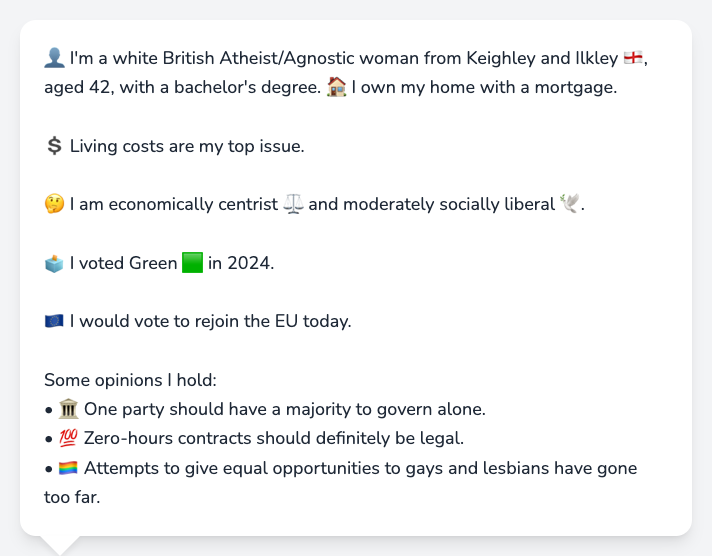 👤 I'm a white British Atheist/Agnostic woman from Keighley and Ilkley 🏴󠁧󠁢󠁥󠁮󠁧󠁿,
aged 42, with a bachelor's degree. 🏠 I own my home with a mortgage.
💲 Living costs are my top issue.
🤔 I am economically centrist ⚖️ and moderately socially liberal 🕊️.
🗳️ I voted Green 🟩 in 2024.
🇪🇺 I would vote to rejoin the EU today.
Some opinions I hold:
• 🏛️ One party should have a majority to govern alone.
• 💯 Zero-hours contracts should definitely be legal.
• 🏳️‍🌈 Attempts to give equal opportunities to gays and lesbians have gone
too far.